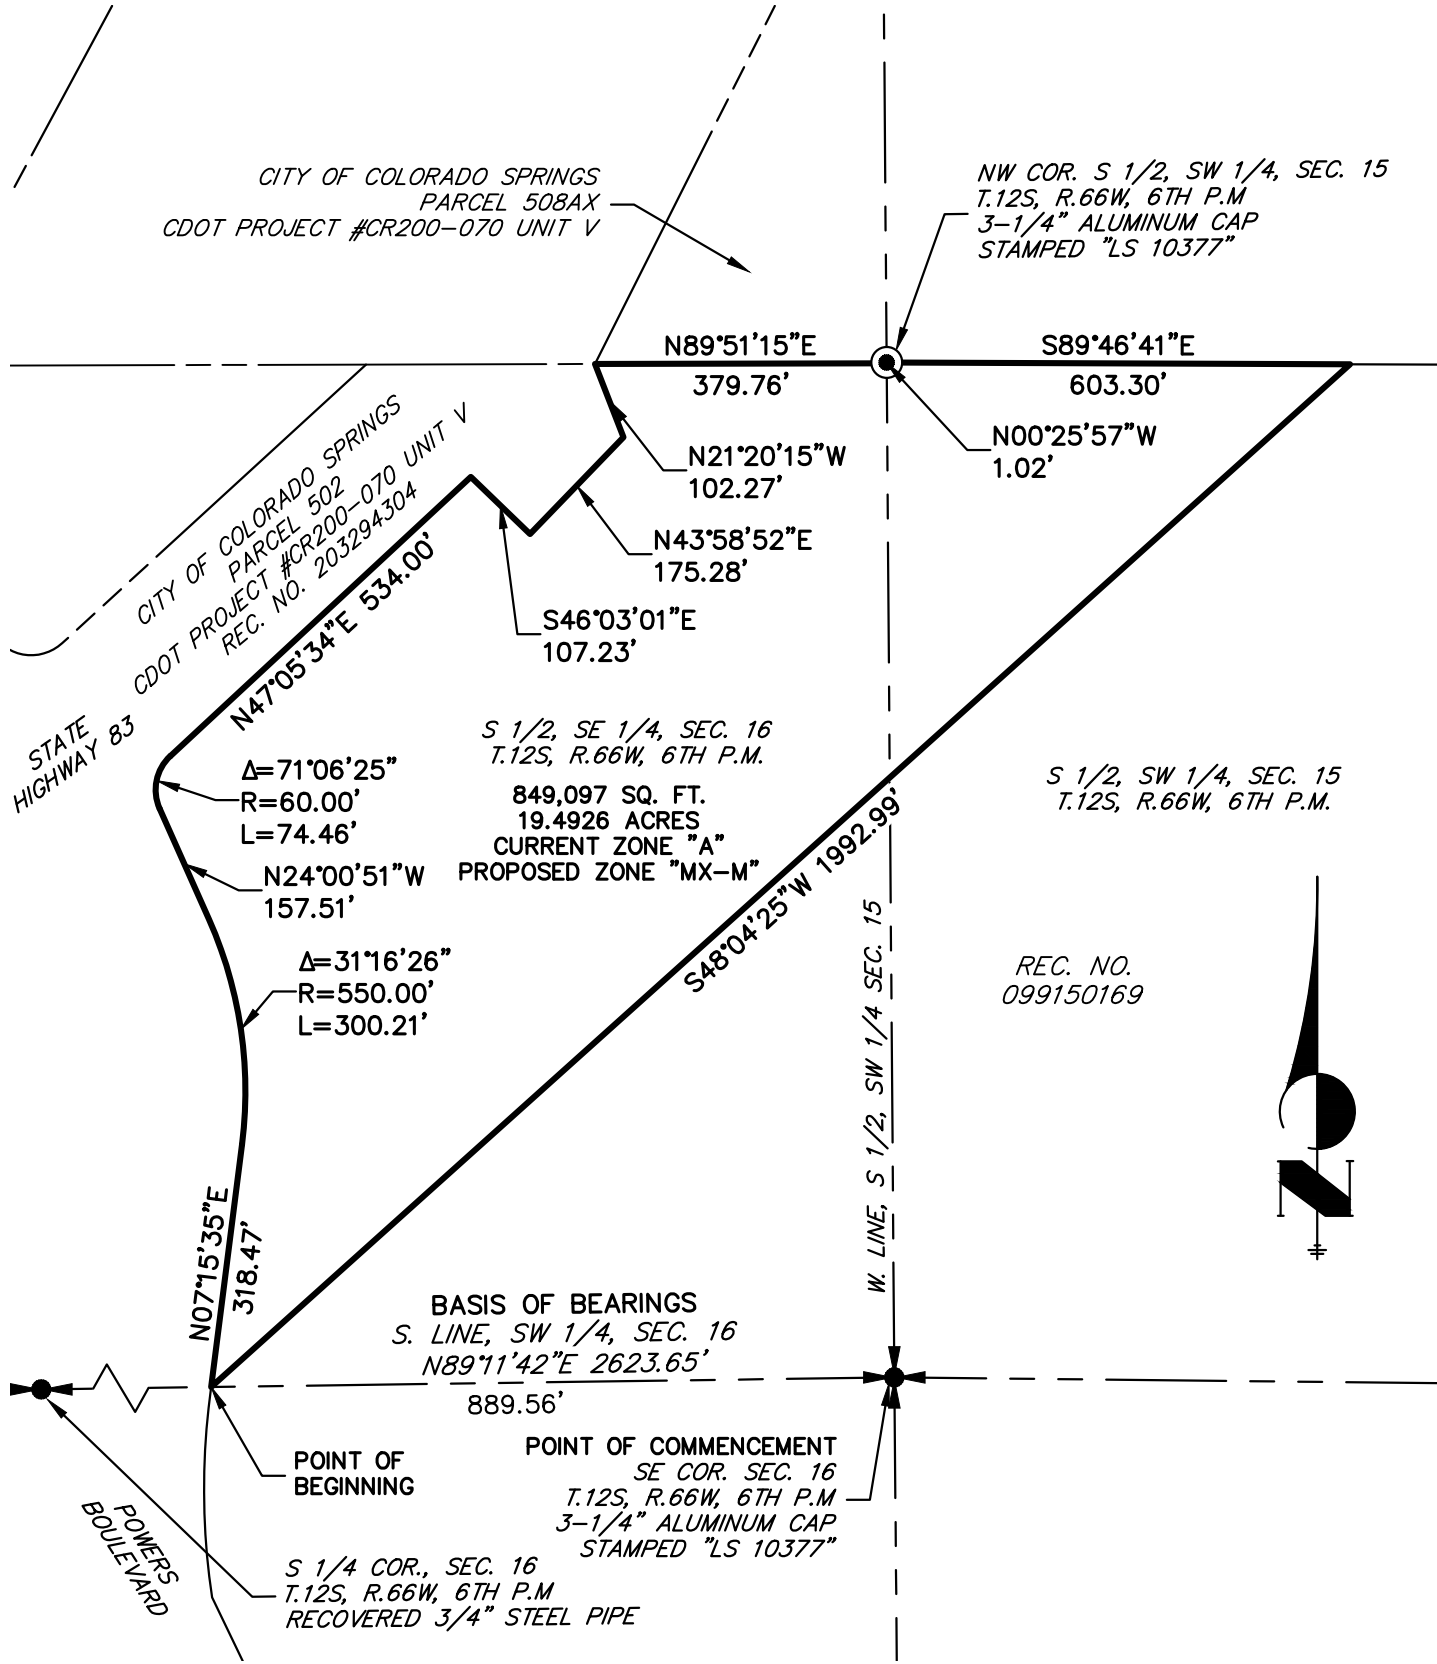 CITY OF COLORADO SPRINGS
PARCEL 508AX
CDOT PROJECT #CR200-070 UNIT V
NW COR. S 1/2, SW 1/4, SEC. 15
T.12S, R.66W, 6TH P.M
3-1/4" ALUMINUM CAP
STAMPED "LS 10377"
N89°51'15"E
379.76'
S89°46'41"E
603.30'
N00°25'57"W
1.02'
N21°20'15"W
102.27'
N43°58'52"E
175.28'
S46°03'01"E
107.23'
CITY OF COLORADO SPRINGS
PARCEL 502
CDOT PROJECT #CR200-070 UNIT V
REC. NO. 203294304
N47°05'34"E 534.00'
STATE
HIGHWAY 83
S 1/2, SE 1/4, SEC. 16
T.12S, R.66W, 6TH P.M.
849,097 SQ. FT.
19.4926 ACRES
CURRENT ZONE "A"
PROPOSED ZONE "MX-M"
Δ=71°06'25"
R=60.00'
L=74.46'
N24°00'51"W
157.51'
Δ=31°16'26"
R=550.00'
L=300.21'
S48°04'25"W 1992.99'
S 1/2, SW 1/4, SEC. 15
T.12S, R.66W, 6TH P.M.
W. LINE, S 1/2, SW 1/4 SEC. 15
REC. NO.
099150169
N
N07°15'35"E
318.47'
BASIS OF BEARINGS
S. LINE, SW 1/4, SEC. 16
N89°11'42"E 2623.65'
889.56'
POINT OF
BEGINNING
POINT OF COMMENCEMENT
SE COR. SEC. 16
T.12S, R.66W, 6TH P.M
3-1/4" ALUMINUM CAP
STAMPED "LS 10377"
POWERS
BOULEVARD
S 1/4 COR., SEC. 16
T.12S, R.66W, 6TH P.M
RECOVERED 3/4" STEEL PIPE